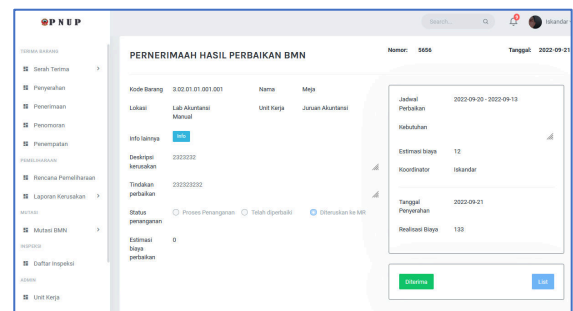 PNUP
Search...
Iskandar
TERIMA BARANG
Serah Terima
Penyerahan
Penerimaan
Penomoran
Penempatan
PEMELIHARAAN
Rencana Pemeliharaan
Laporan Kerusakan
MUTASI
Mutasi BMN
INSPEKSI
Daftar Inspeksi
ADMIN
Unit Kerja
PERNERIMAAH HASIL PERBAIKAN BMN
Nomor: 5656 Tanggal: 2022-09-21
Kode Barang 3.02.01.01.001.001 Nama Meja
Lokasi Lab Akuntansi Manual Unit Kerja Juruan Akuntansi
Info lainnya Info
Deskripsi kerusakan 2323232
Tindakan perbaikan 232323232
Status penanganan Proses Penanganan Telah diperbaiki Diteruskan ke MR
Estimasi biaya perbaikan 0
Jadwal Perbaikan 2022-09-20 - 2022-09-13
Kebutuhan
Estimasi biaya 12
Koordinator Iskandar
Tanggal Penyerahan 2022-09-21
Realisasi Biaya 133
Diterima List